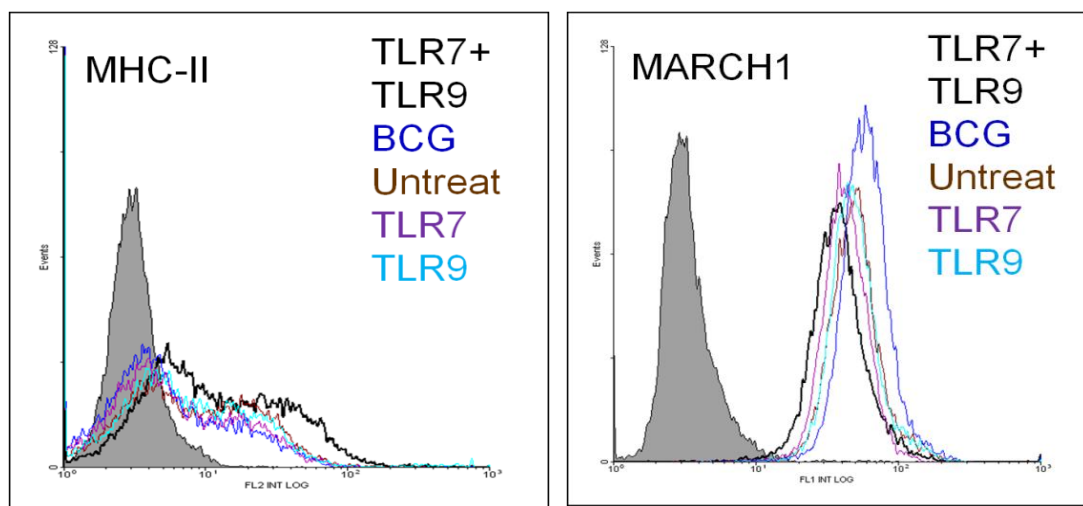 MHC-II
TLR7+
TLR9
BCG
Untreat
TLR7
TLR9
128
Events
0
10⁰
10¹
10²
10³
FL2 INT LOG
MARCH1
TLR7+
TLR9
BCG
Untreat
TLR7
TLR9
128
Events
0
10⁰
10¹
10²
10³
FL1 INT LOG